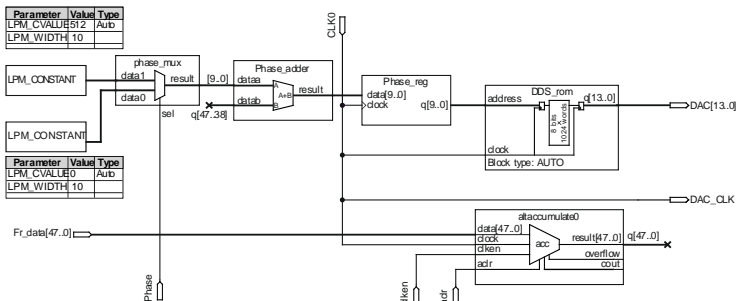 Parameter Value Type
LPM_CVALUE 512 Auto
LPM_WIDTH 10
CLK0
phase_mux
LPM_CONSTANT
data1
result
[9..0]
data0
sel
Phase_adder
dataa
A
A+B
result
datab
B
q[47..38]
Phase_reg
data[9..0]
clock
q[9..0]
DDS_rom
address
q[13..0]
8 bits
x
1024 words
clock
Block type: AUTO
DAC[13..0]
LPM_CONSTANT
Parameter Value Type
LPM_CVALUE 0 Auto
LPM_WIDTH 10
DAC_CLK
altaccumulate0
Fr_data[47..0]
data[47..0]
clock
clken
acc
result[47..0]
q[47..0]
overflow
cout
aclr
Phase